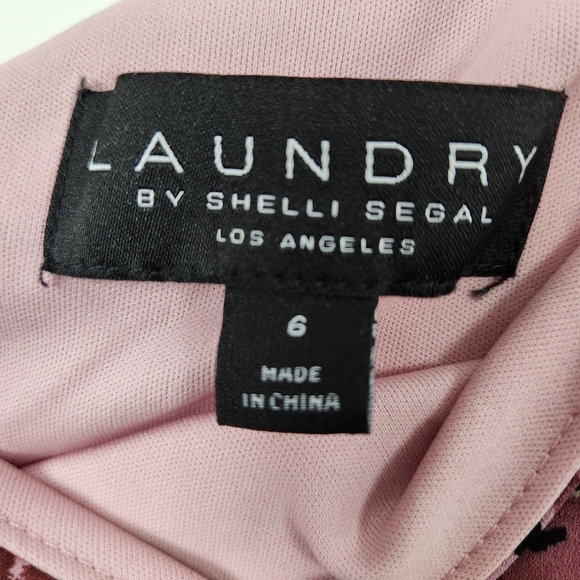 LAUNDRY
BY SHELLI SEGAL
LOS ANGELES
6
MADE
IN CHINA